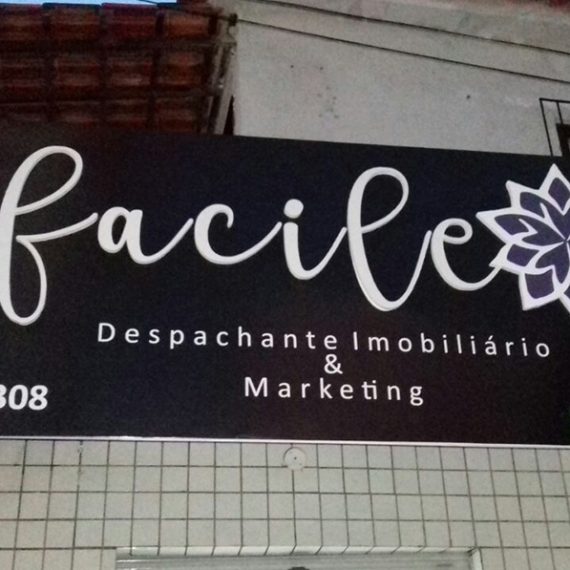 facile
Despachante Imobiliário
&
Marketing
308